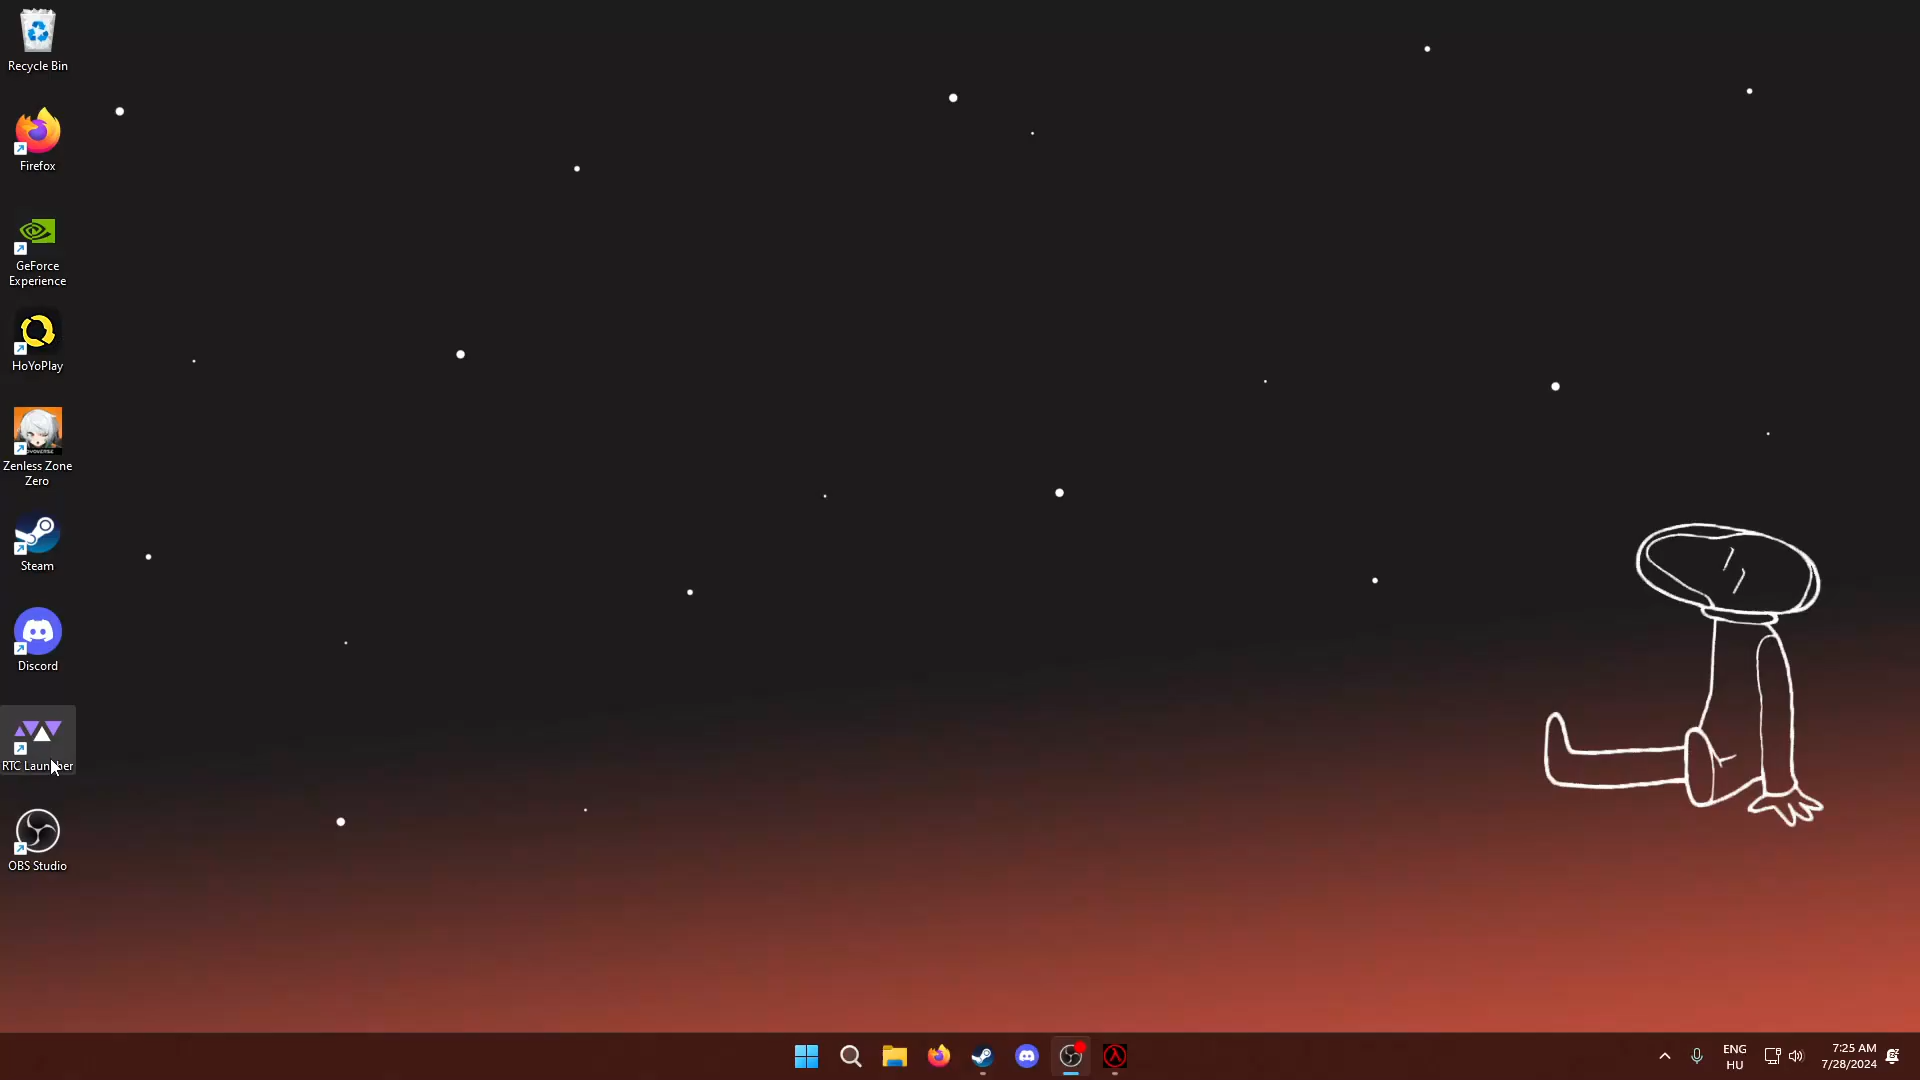 Recycle Bin
Firefox
GeForce
Experience
HoYoPlay
Zenless Zone
Zero
Steam
Discord
RTC Launcher
OBS Studio
ENG
HU
7:25 AM
7/28/2024